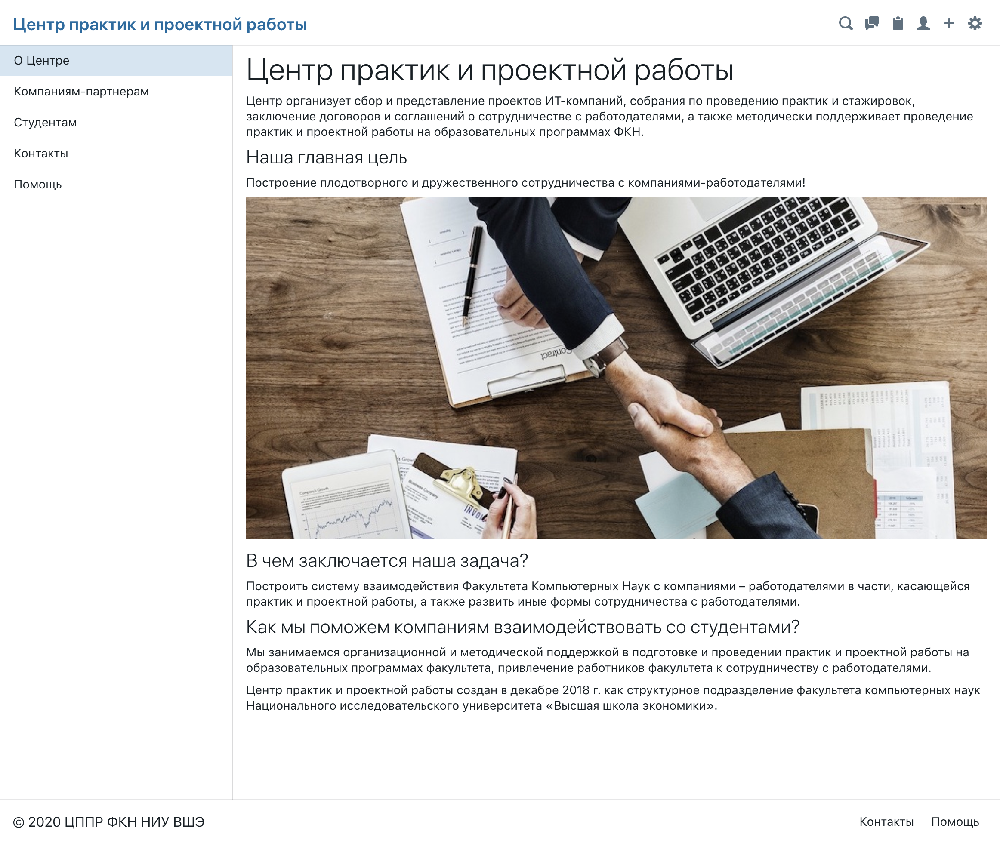 Центр практик и проектной работы
О Центре
Компаниям-партнерам
Студентам
Контакты
Помощь
Центр практик и проектной работы
Центр организует сбор и представление проектов ИТ-компаний, собрания по проведению практик и стажировок,
заключение договоров и соглашений о сотрудничестве с работодателями, а также методически поддерживает проведение
практик и проектной работы на образовательных программах ФКН.
Наша главная цель
Построение плодотворного и дружественного сотрудничества с компаниями-работодателями!
Contract
Company's Growth
Business Company
В чем заключается наша задача?
Построить систему взаимодействия Факультета Компьютерных Наук с компаниями – работодателями в части, касающейся
практик и проектной работы, а также развить иные формы сотрудничества с работодателями.
Как мы поможем компаниям взаимодействовать со студентами?
Мы занимаемся организационной и методической поддержкой в подготовке и проведении практик и проектной работы на
образовательных программах факультета, привлечение работников факультета к сотрудничеству с работодателями.
Центр практик и проектной работы создан в декабре 2018 г. как структурное подразделение факультета компьютерных наук
Национального исследовательского университета «Высшая школа экономики».
© 2020 ЦППР ФКН НИУ ВШЭ
Контакты
Помощь